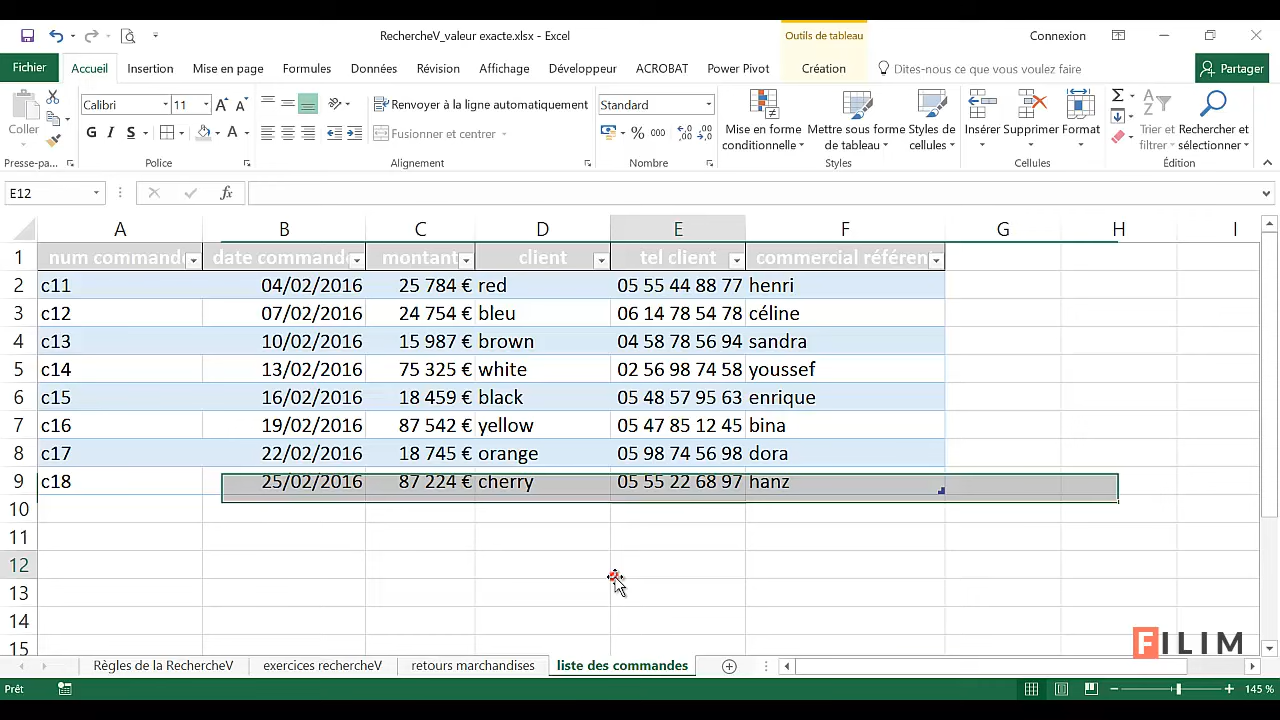 RechercheV_valeur exacte.xlsx - Excel
Outils de tableau
Connexion
Fichier Accueil Insertion Mise en page Formules Données Révision Affichage Développeur ACROBAT Power Pivot Création Dites-nous ce que vous voulez faire Partager
Coller
Presse-pa...
Calibri 11
G I S
Police
Renvoyer à la ligne automatiquement
Fusionner et centrer
Alignement
Standard
% 000
Nombre
Mise en forme conditionnelle
Mettre sous forme de tableau
Styles de cellules
Styles
Insérer Supprimer Format
Cellules
Trier et filtrer
Rechercher et sélectionner
Édition
E12 fx
A B C D E F G H I
1 num command date command montant client tel client commercial référen
2 c11 04/02/2016 25 784 € red 05 55 44 88 77 henri
3 c12 07/02/2016 24 754 € bleu 06 14 78 54 78 céline
4 c13 10/02/2016 15 987 € brown 04 58 78 56 94 sandra
5 c14 13/02/2016 75 325 € white 02 56 98 74 58 youssef
6 c15 16/02/2016 18 459 € black 05 48 57 95 63 enrique
7 c16 19/02/2016 87 542 € yellow 05 47 85 12 45 bina
8 c17 22/02/2016 18 745 € orange 05 98 74 56 98 dora
9 c18 25/02/2016 87 224 € cherry 05 55 22 68 97 hanz
10
11
12
13
14
15
FILIM
Règles de la RechercheV exercices rechercheV retours marchandises liste des commandes
Prêt 145 %